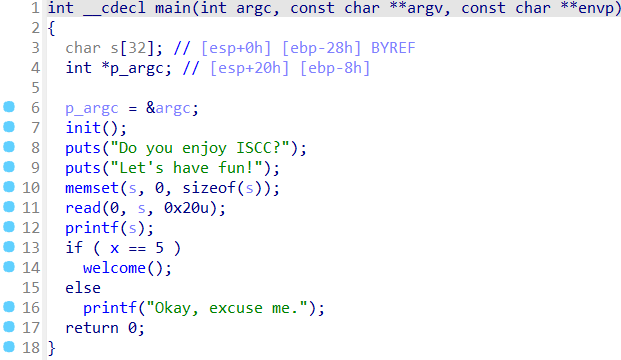 1 int __cdecl main(int argc, const char **argv, const char **envp)
2 {
3   char s[32]; // [esp+0h] [ebp-28h] BYREF
4   int *p_argc; // [esp+20h] [ebp-8h]
5
6   p_argc = &argc;
7   init();
8   puts("Do you enjoy ISCC?");
9   puts("Let's have fun!");
10   memset(s, 0, sizeof(s));
11   read(0, s, 0x20u);
12   printf(s);
13   if ( x == 5 )
14     welcome();
15   else
16     printf("Okay, excuse me.");
17   return 0;
18 }